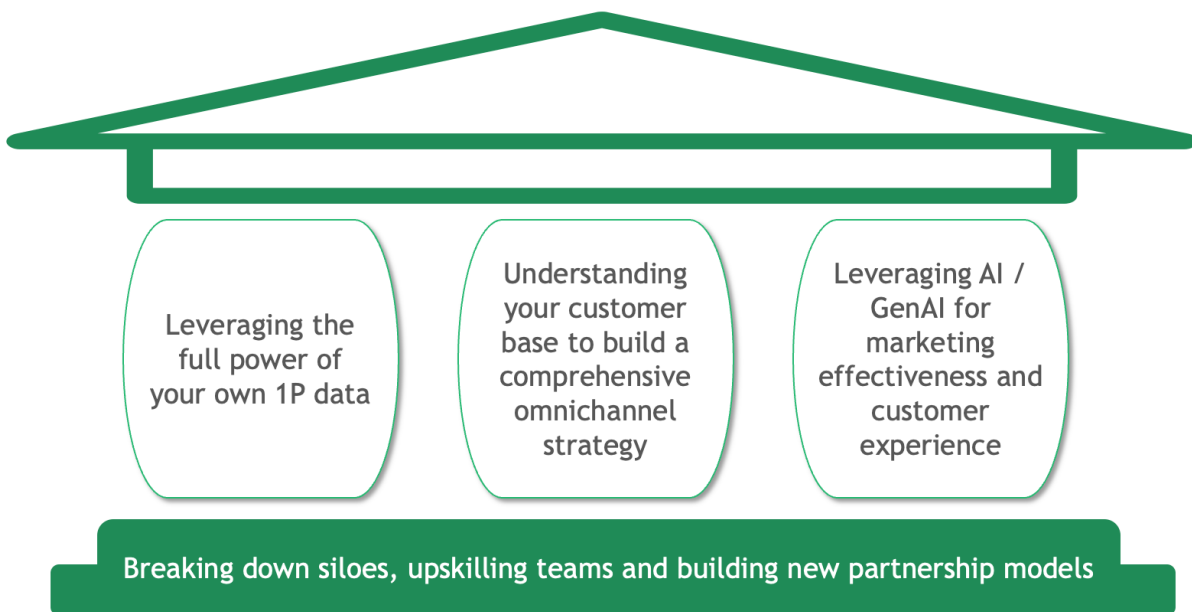 Leveraging the
full power of
your own 1P data
Understanding
your customer
base to build a
comprehensive
omnichannel
strategy
Leveraging AI /
GenAI for
marketing
effectiveness and
customer
experience
Breaking down siloes, upskilling teams and building new partnership models